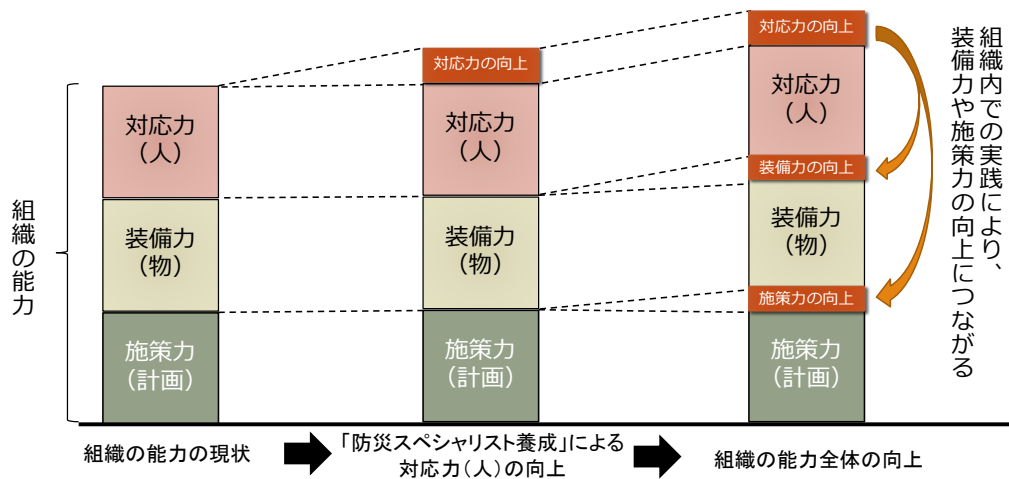 組織の能力
対応力
（人）
装備力
（物）
施策力
（計画）
組織の能力の現状
対応力の向上
対応力
（人）
装備力
（物）
施策力
（計画）
「防災スペシャリスト養成」による
対応力（人）の向上
対応力の向上
対応力
（人）
装備力の向上
装備力
（物）
施策力の向上
施策力
（計画）
組織の能力全体の向上
組織内での実践により、
装備力や施策力の向上につながる